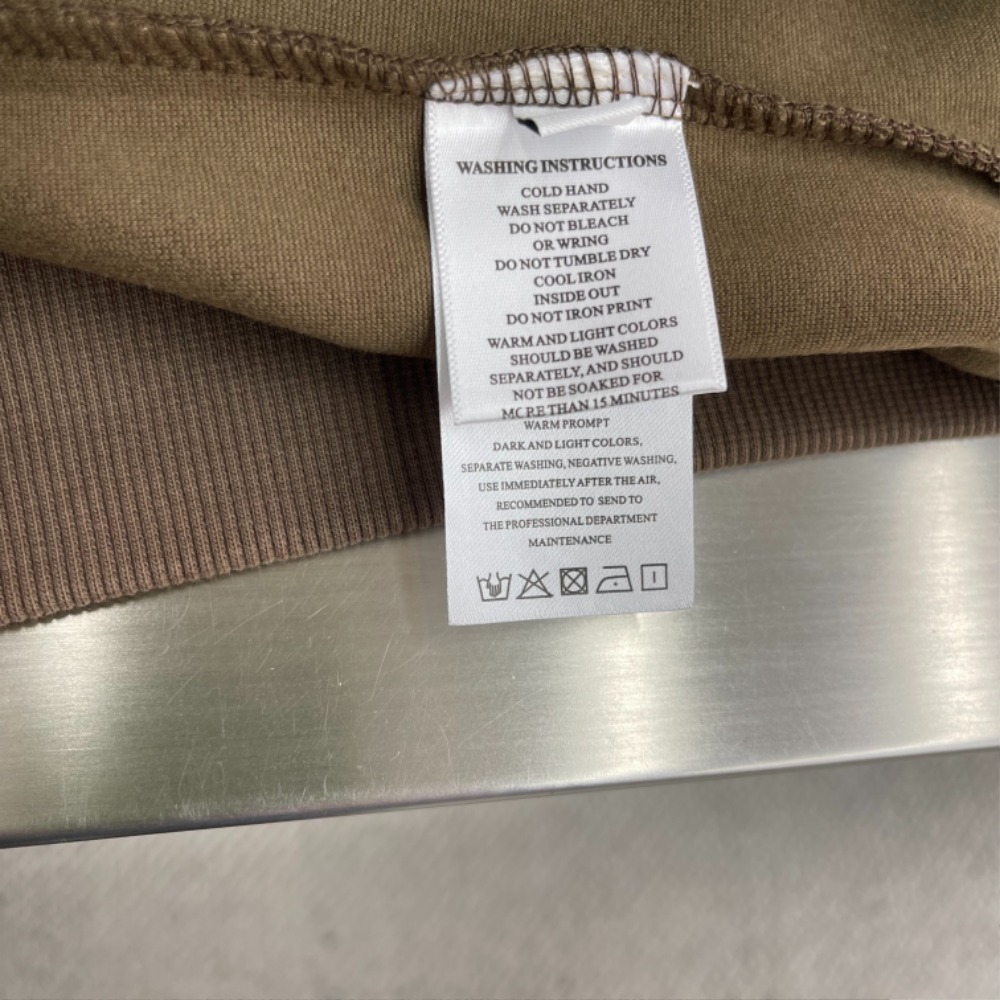 WASHING INSTRUCTIONS
COLD HAND
WASH SEPARATELY
DO NOT BLEACH
OR WRING
DO NOT TUMBLE DRY
COOL IRON
INSIDE OUT
DO NOT IRON PRINT
WARM AND LIGHT COLORS
SHOULD BE WASHED
SEPARATELY, AND SHOULD
NOT BE SOAKED FOR
MORE THAN 15 MINUTES
WARM PROMPT
DARK AND LIGHT COLORS,
SEPARATE WASHING, NEGATIVE WASHING,
USE IMMEDIATELY AFTER THE AIR,
RECOMMENDED TO SEND TO
THE PROFESSIONAL DEPARTMENT
MAINTENANCE